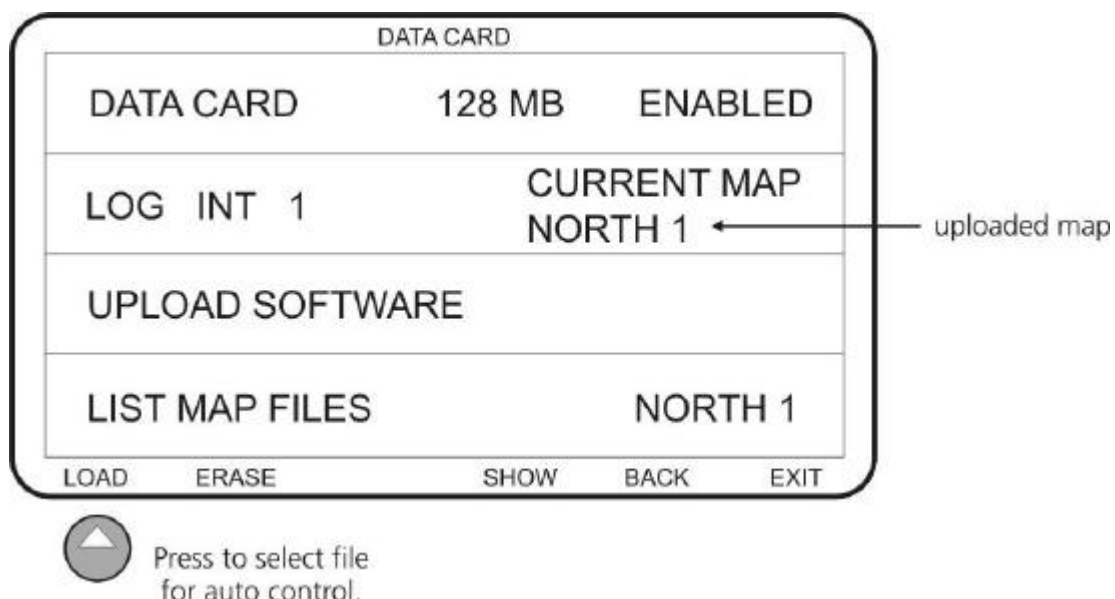 DATA CARD
DATA CARD 128 MB ENABLED
LOG INT 1 CURRENT MAP
NORTH 1
uploaded map
UPLOAD SOFTWARE
LIST MAP FILES NORTH 1
LOAD ERASE SHOW BACK EXIT
Press to select file
for auto control.